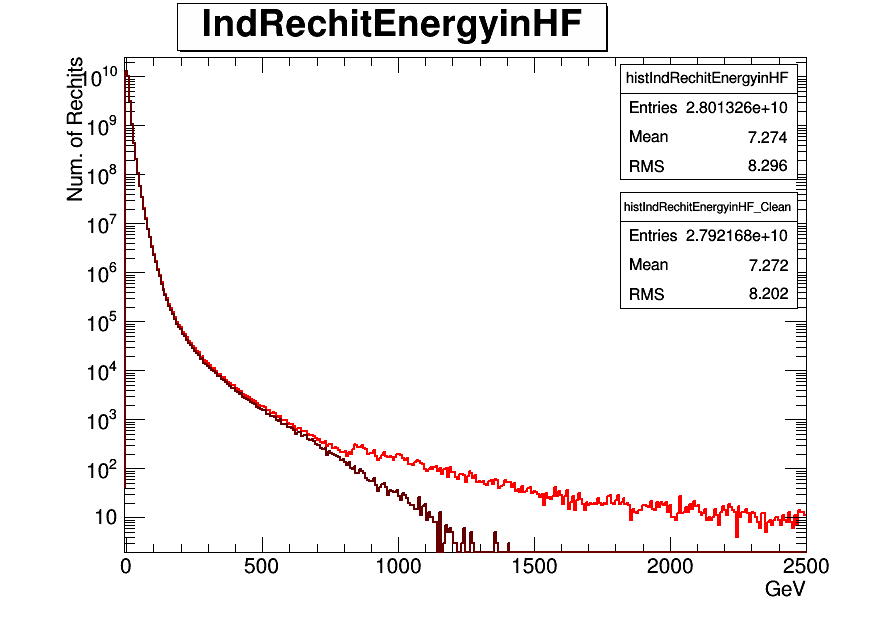 IndRechitEnergyinHF
Num. of Rechits
histIndRechitEnergyinHF
Entries 2.801326e+10
Mean 7.274
RMS 8.296
histIndRechitEnergyinHF_Clean
Entries 2.792168e+10
Mean 7.272
RMS 8.202
10^10
10^9
10^8
10^7
10^6
10^5
10^4
10^3
10^2
10
0 500 1000 1500 2000 2500
GeV